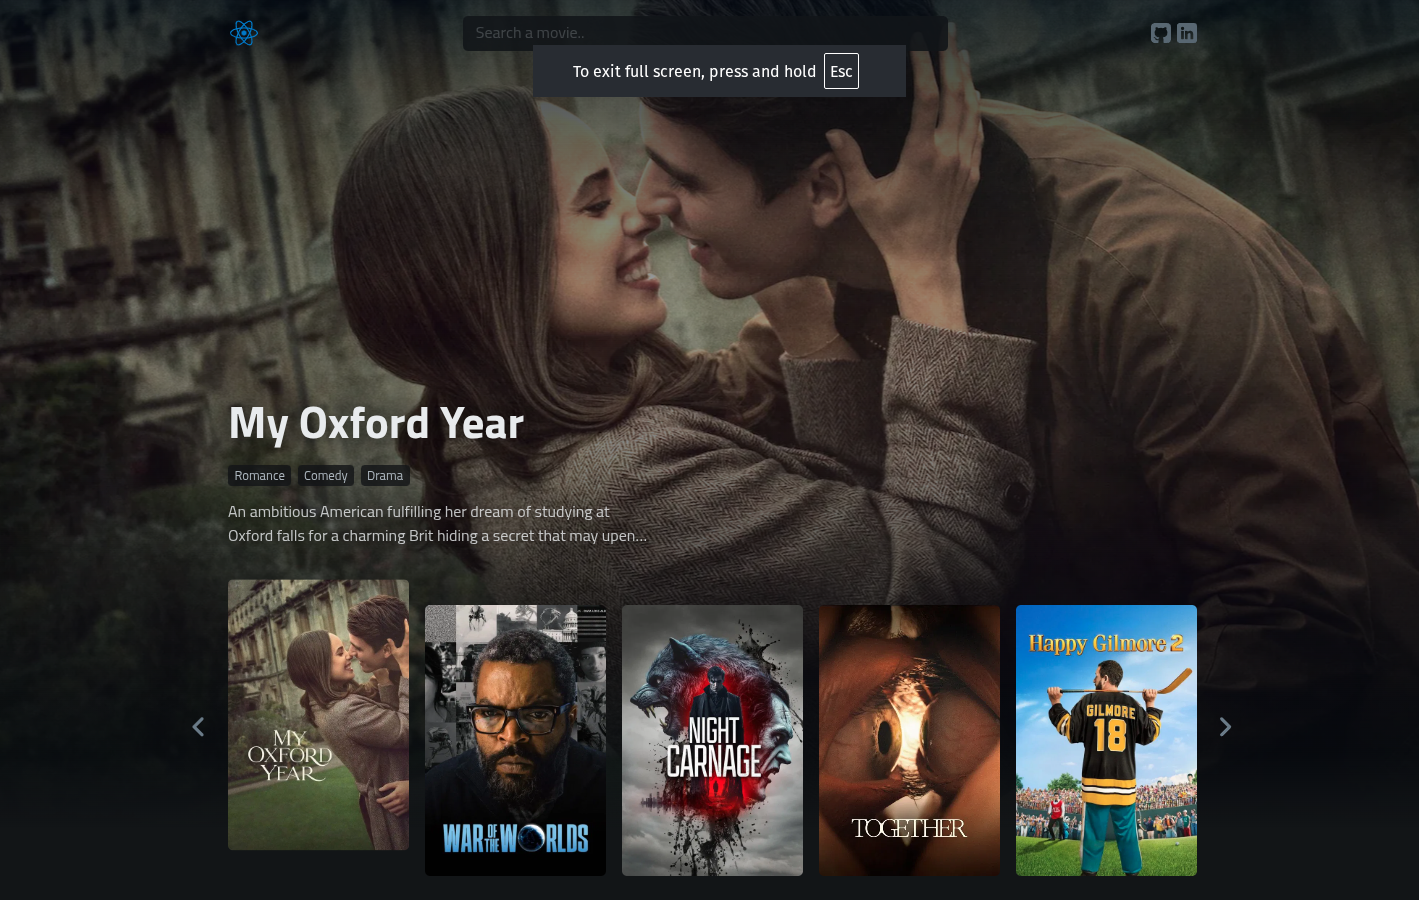 Search a movie..
To exit full screen, press and hold Esc
My Oxford Year
Romance Comedy Drama
An ambitious American fulfilling her dream of studying at
Oxford falls for a charming Brit hiding a secret that may upen...
MY
OXFORD
YEAR
WAR OF THE WORLDS
NIGHT
CARNAGE
TOGETHER
Happy Gilmore 2
GILMORE
18